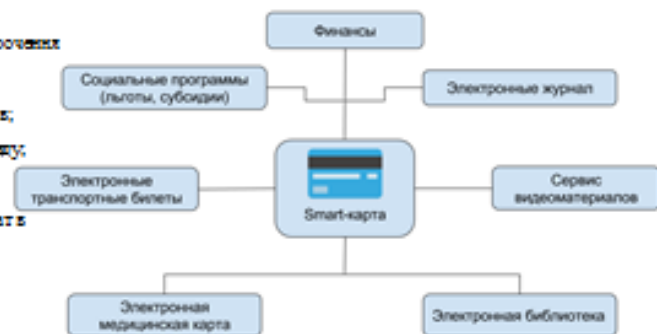 Финансы
Социальные программы
(льготы, субсидии)
Электронные журнал
Электронные
транспортные билеты
Smart-карта
Сервис
видеоматериалов
Электронная
медицинская карта
Электронная библиотека